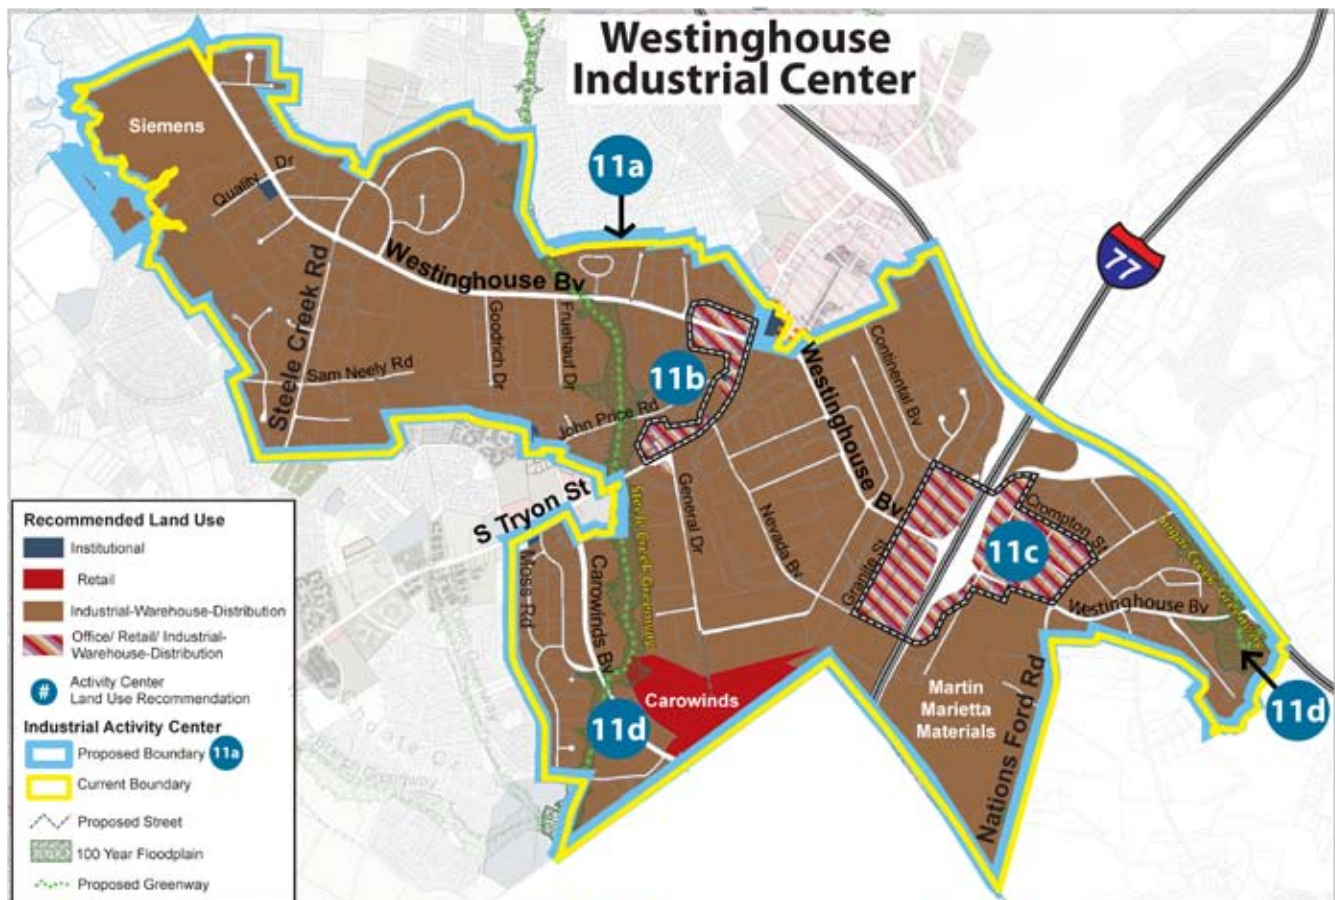 Westinghouse
Industrial Center
Siemens
Quality Dr
11a
77
Westinghouse Bv
Steele Creek Rd
Goodrich Dr
Fruehauf Dr
Sam Neely Rd
11b
John Price Rd
Westinghouse Bv
Continental Bv
S Tryon St
Steele Creek Greenway
General Dr
Nevada Bv
Granite St
11c
Crompton St
Westinghouse Bv
Sugar Creek Greenway
Moss Rd
Carowinds Bv
Carowinds
11d
Martin
Marietta
Materials
Nations Ford Rd
11d
Recommended Land Use
Institutional
Retail
Industrial-Warehouse-Distribution
Office/ Retail/ Industrial-
Warehouse-Distribution
#
Activity Center
Land Use Recommendation
Industrial Activity Center
Proposed Boundary 11a
Current Boundary
Proposed Street
100 Year Floodplain
Proposed Greenway